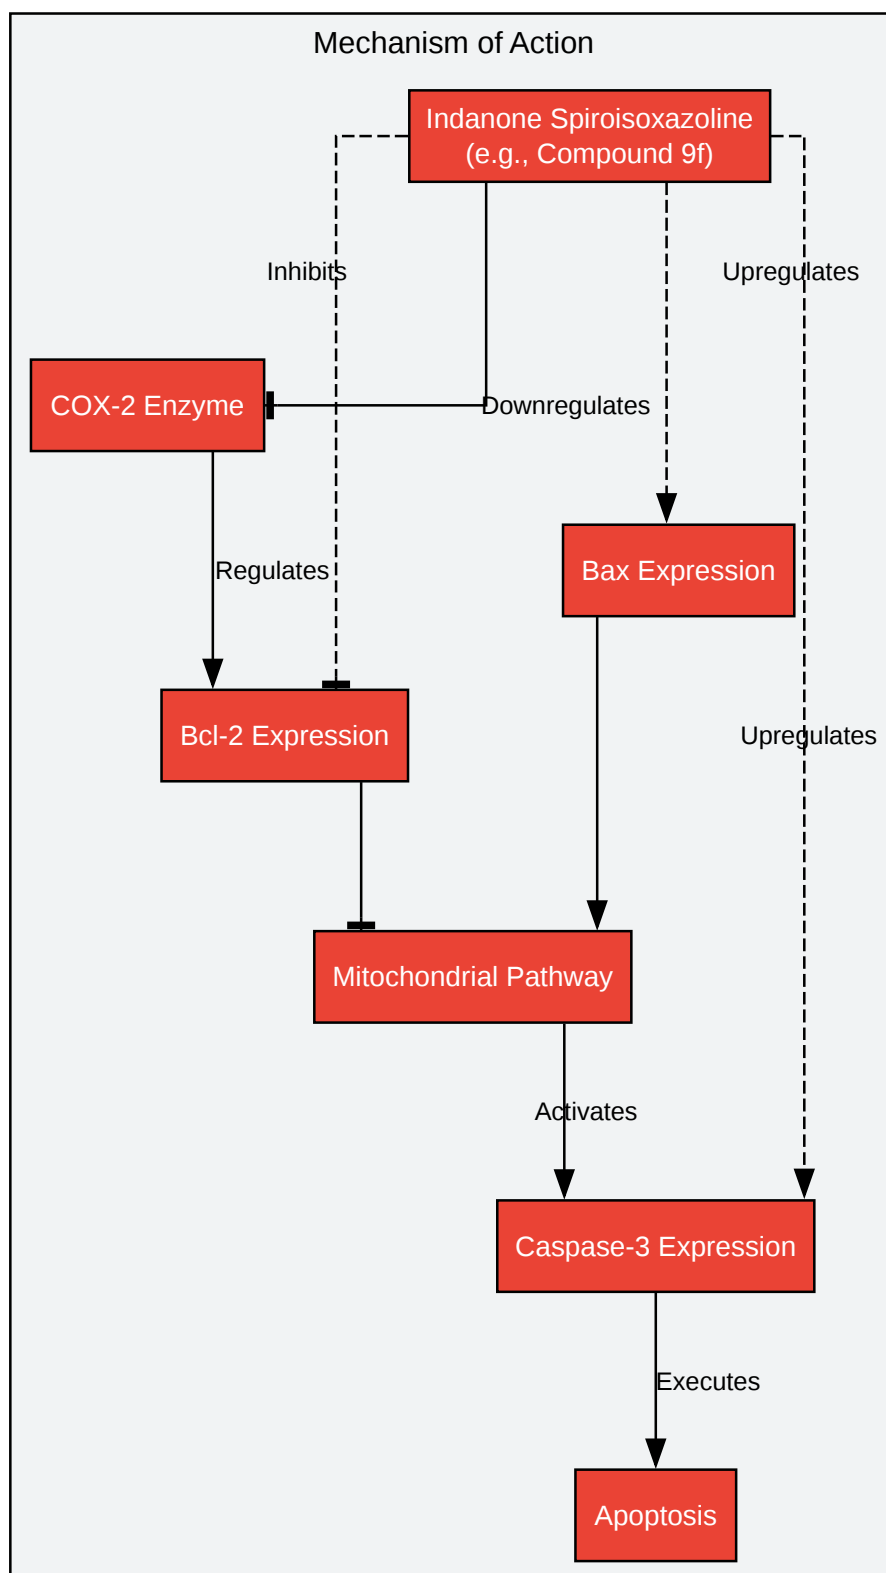 Mechanism of Action
Indanone Spiroisoxazoline
(e.g., Compound 9f)
Inhibits
Upregulates
COX-2 Enzyme
Downregulates
Regulates
Bax Expression
Bcl-2 Expression
Upregulates
Mitochondrial Pathway
Activates
Caspase-3 Expression
Executes
Apoptosis